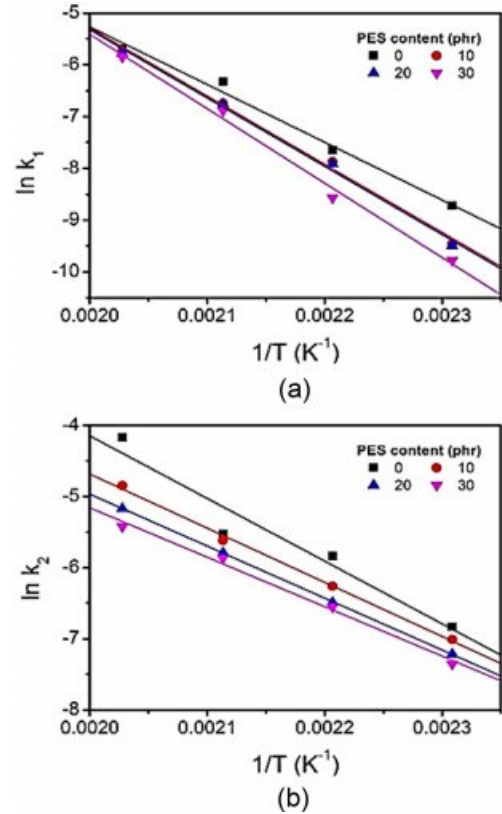 -5
PES content (phr)
0 10
-6
20 30
-7
ln k1
-8
-9
-10
0.0020 0.0021 0.0022 0.0023
1/T (K-1)
(a)
-4
PES content (phr)
0 10
-5
20 30
ln k2
-6
-7
-8
0.0020 0.0021 0.0022 0.0023
1/T (K-1)
(b)